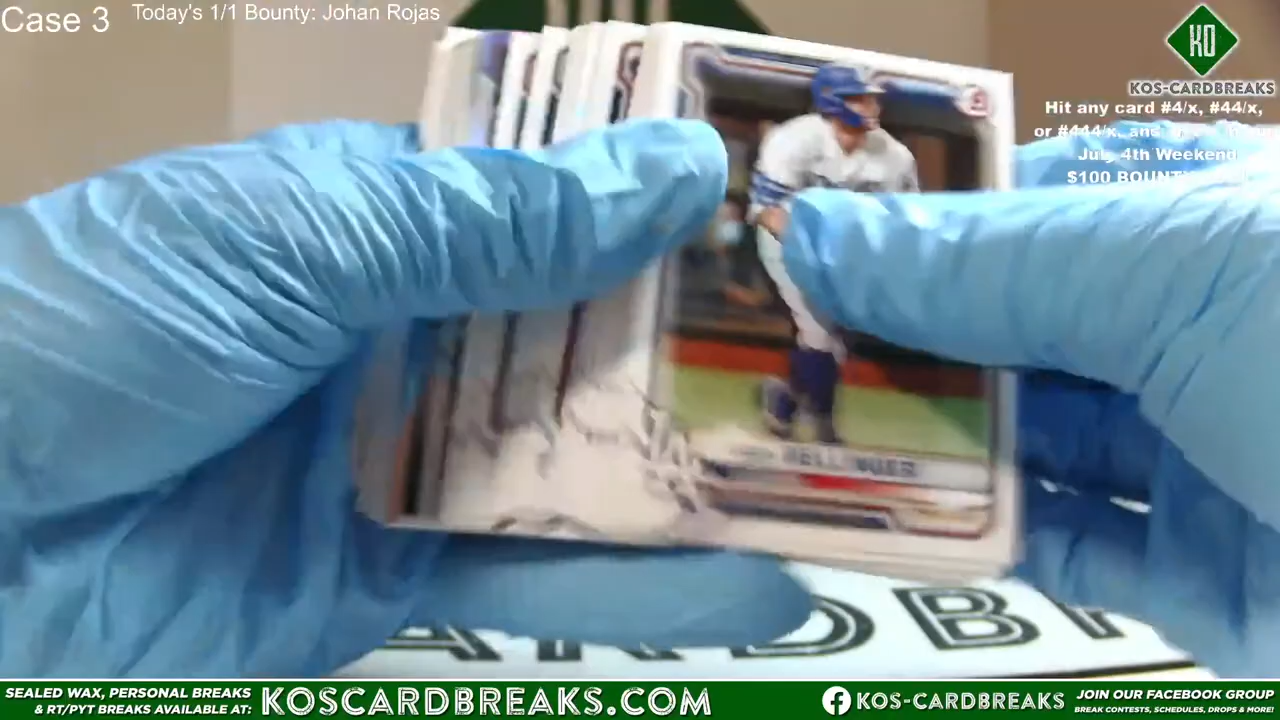 Case 3
Today's 1/1 Bounty: Johan Rojas
KO
KOS-CARDBREAKS
Hit any card #4/x, #44/x,
or #444/x, and
July 4th Weekend
$100 BOUNTY
BELLINGER
ARDBR
SEALED WAX, PERSONAL BREAKS
& RT/PYT BREAKS AVAILABLE AT:
KOSCARDBREAKS.COM
KOS-CARDBREAKS
JOIN OUR FACEBOOK GROUP
BREAK CONTESTS, SCHEDULES, DROPS & MORE!